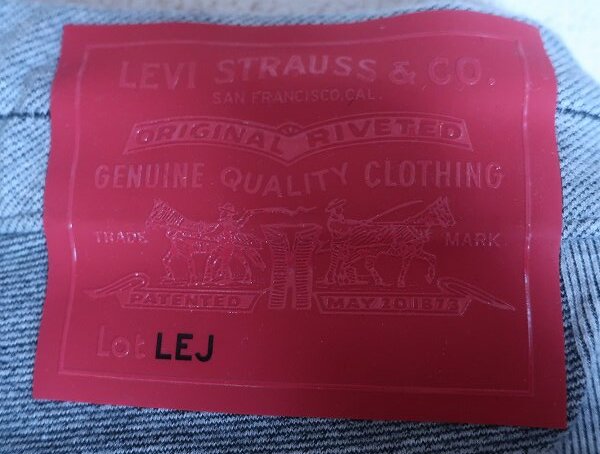 LEVI STRAUSS & CO.
SAN FRANCISCO, CAL.
ORIGINAL RIVETED
GENUINE QUALITY CLOTHING
TRADE MARK.
PATENTED MAY 20 1873
Lot LEJ